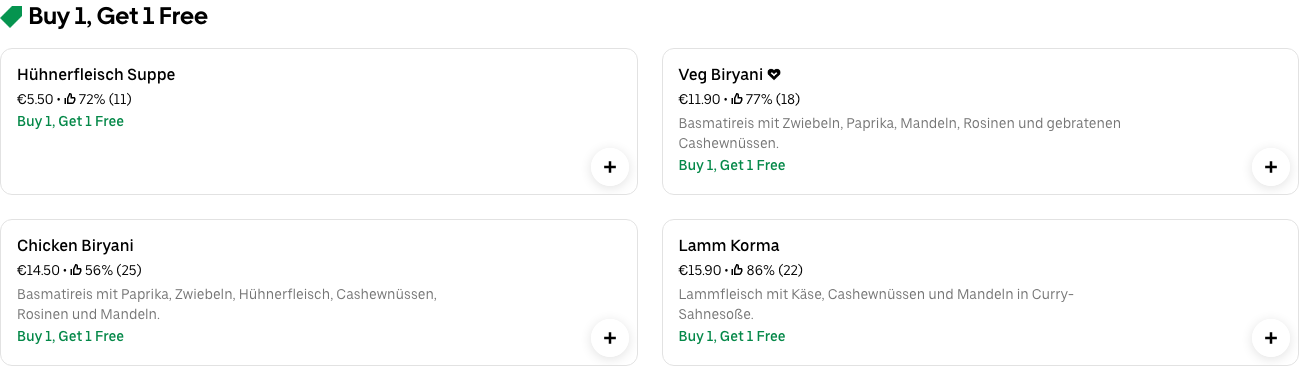 Buy 1, Get 1 Free
Hühnerfleisch Suppe
€5.50 • 72% (11)
Buy 1, Get 1 Free
Veg Biryani
€11.90 • 77% (18)
Basmatireis mit Zwiebeln, Paprika, Mandeln, Rosinen und gebratenen
Cashewnüssen.
Buy 1, Get 1 Free
Chicken Biryani
€14.50 • 56% (25)
Basmatireis mit Paprika, Zwiebeln, Hühnerfleisch, Cashewnüssen,
Rosinen und Mandeln.
Buy 1, Get 1 Free
Lamm Korma
€15.90 • 86% (22)
Lammfleisch mit Käse, Cashewnüssen und Mandeln in Curry-
Sahnesoße.
Buy 1, Get 1 Free